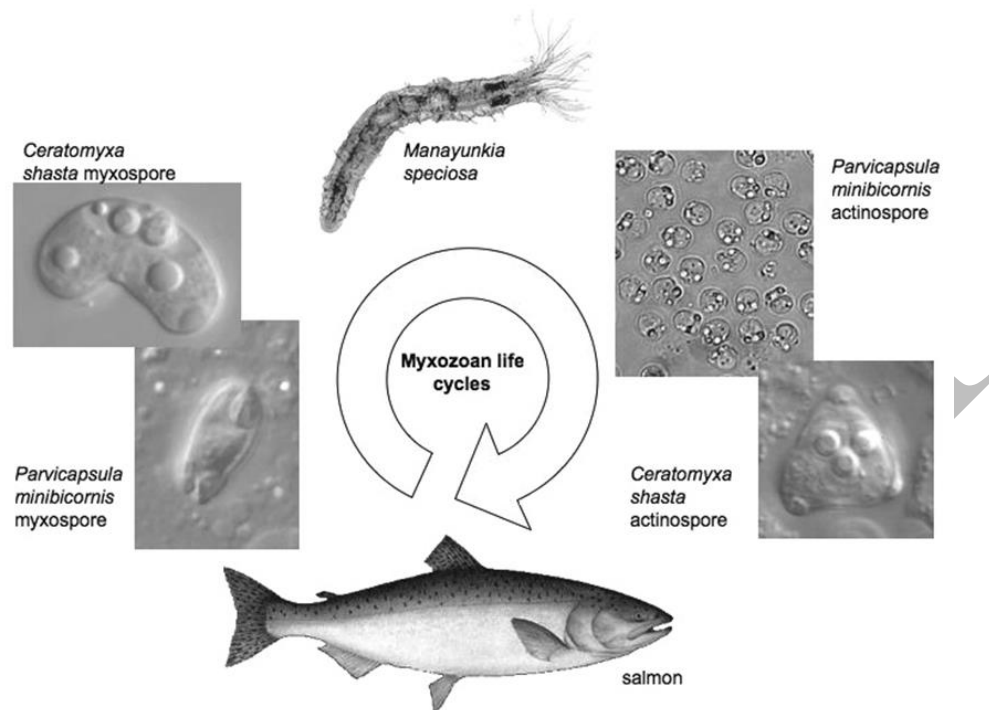 Ceratomyxa
shasta myxospore
Manayunkia
speciosa
Parvicapsula
minibicornis
actinospore
Myxozoan life
cycles
Parvicapsula
minibicornis
myxospore
Ceratomyxa
shasta
actinospore
salmon